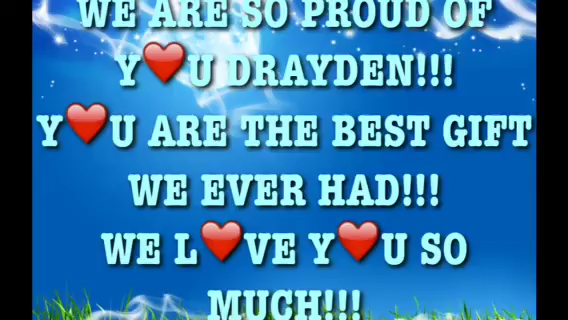 WE ARE SO PROUD OF
Y❤️U DRAYDEN!!!
Y❤️U ARE THE BEST GIFT
WE EVER HAD!!!
WE L❤️VE Y❤️U SO
MUCH!!!